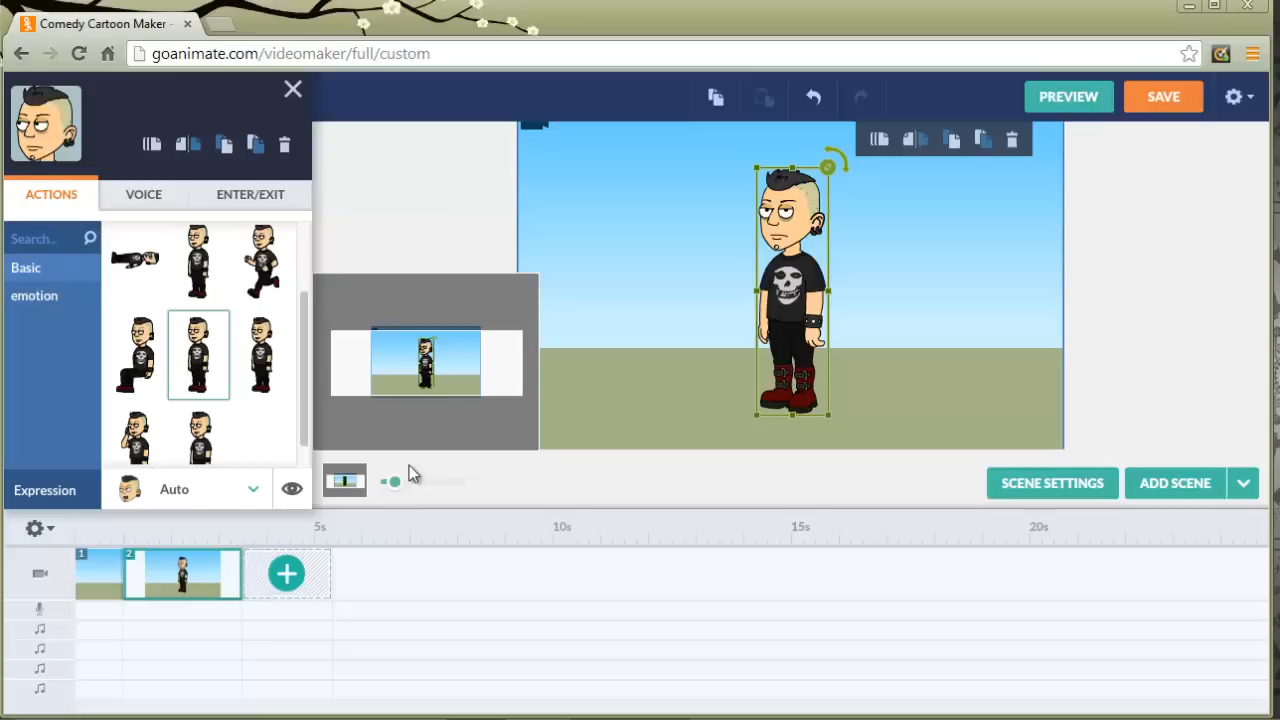 Comedy Cartoon Maker -
goanimate.com/videomaker/full/custom
PREVIEW
SAVE
ACTIONS
VOICE
ENTER/EXIT
Search...
Basic
emotion
Expression
Auto
SCENE SETTINGS
ADD SCENE
5s
10s
15s
20s
1
2